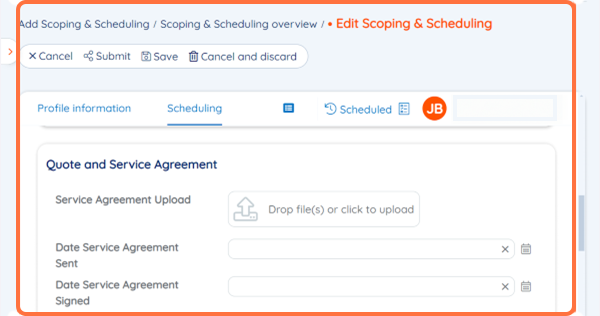 Add Scoping & Scheduling / Scoping & Scheduling overview / • Edit Scoping & Scheduling
Cancel Submit Save Cancel and discard
Profile information Scheduling Scheduled JB
Quote and Service Agreement
Service Agreement Upload
Drop file(s) or click to upload
Date Service Agreement
Sent
Date Service Agreement
Signed